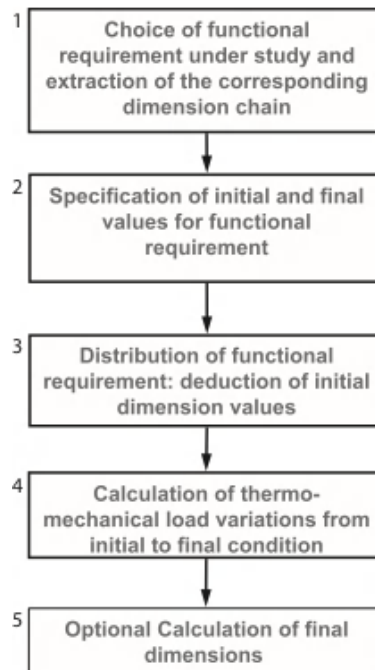 1
Choice of functional
requirement under study and
extraction of the corresponding
dimension chain
2
Specification of initial and final
values for functional
requirement
3
Distribution of functional
requirement: deduction of initial
dimension values
4
Calculation of thermo-
mechanical load variations from
initial to final condition
5
Optional Calculation of final
dimensions